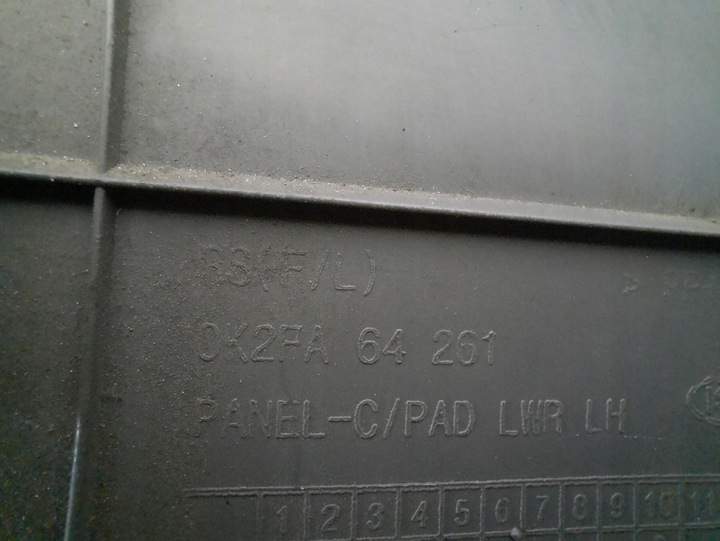 (F/L)
0K2FA 64 261
PANEL-C/PAD LWR LH
1 2 3 4 5 6 7 8 9 10 11